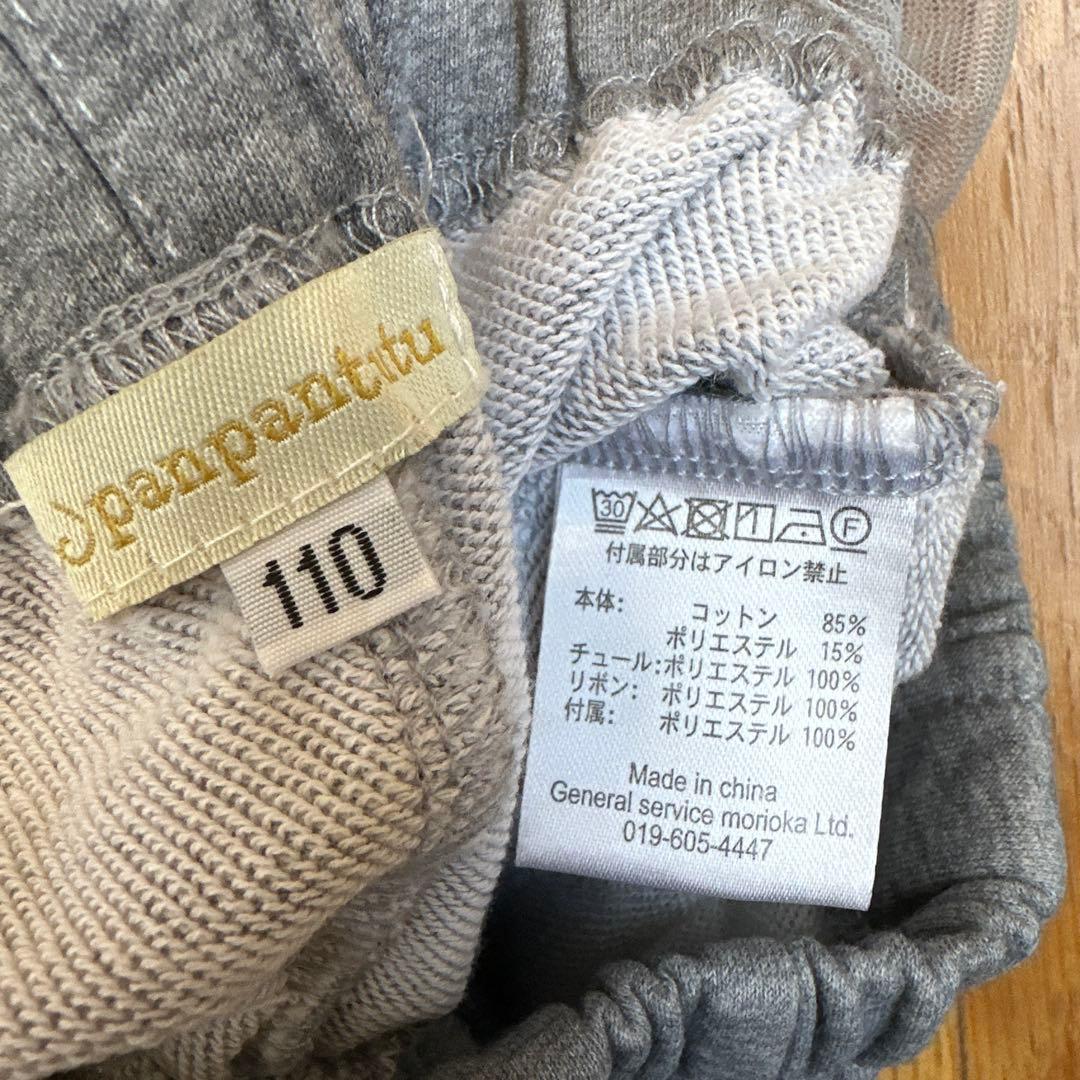 panpantutu
110
30
F
付属部分はアイロン禁止
本体: コットン 85%
ポリエステル 15%
チュール:ポリエステル 100%
リボン: ポリエステル 100%
付属: ポリエステル 100%
Made in china
General service morioka Ltd.
019-605-4447